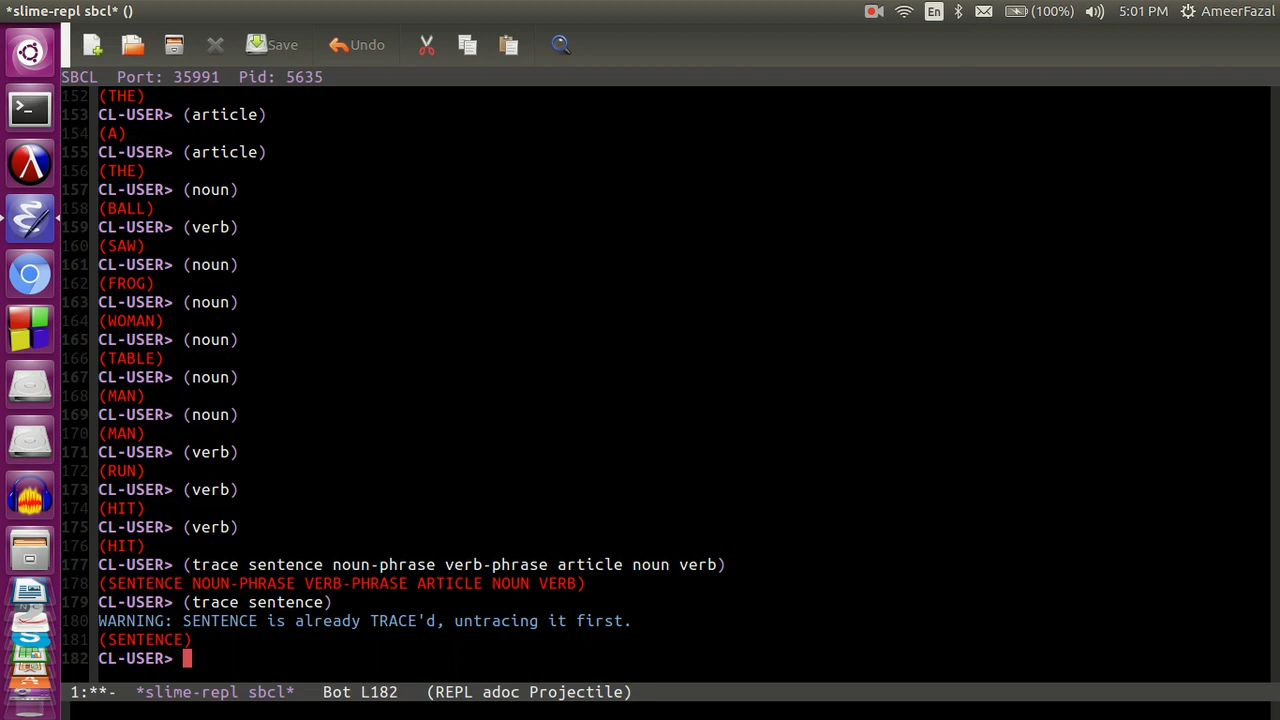 *slime-repl sbcl* ()
En
(100%)
5:01 PM
AmeerFazal
Save
Undo
SBCL Port: 35991 Pid: 5635
152 (THE)
153 CL-USER> (article)
154 (A)
155 CL-USER> (article)
156 (THE)
157 CL-USER> (noun)
158 (BALL)
159 CL-USER> (verb)
160 (SAW)
161 CL-USER> (noun)
162 (FROG)
163 CL-USER> (noun)
164 (WOMAN)
165 CL-USER> (noun)
166 (TABLE)
167 CL-USER> (noun)
168 (MAN)
169 CL-USER> (noun)
170 (MAN)
171 CL-USER> (verb)
172 (RUN)
173 CL-USER> (verb)
174 (HIT)
175 CL-USER> (verb)
176 (HIT)
177 CL-USER> (trace sentence noun-phrase verb-phrase article noun verb)
178 (SENTENCE NOUN-PHRASE VERB-PHRASE ARTICLE NOUN VERB)
179 CL-USER> (trace sentence)
180 WARNING: SENTENCE is already TRACE'd, untracing it first.
181 (SENTENCE)
182 CL-USER>
1:**- *slime-repl sbcl* Bot L182 (REPL adoc Projectile)